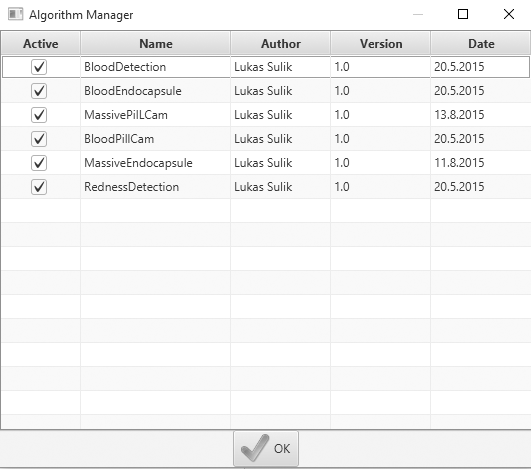 Algorithm Manager
Active Name Author Version Date
BloodDetection Lukas Sulik 1.0 20.5.2015
BloodEndocapsule Lukas Sulik 1.0 20.5.2015
MassivePilLCam Lukas Sulik 1.0 13.8.2015
BloodPillCam Lukas Sulik 1.0 20.5.2015
MassiveEndocapsule Lukas Sulik 1.0 11.8.2015
RednessDetection Lukas Sulik 1.0 20.5.2015
OK